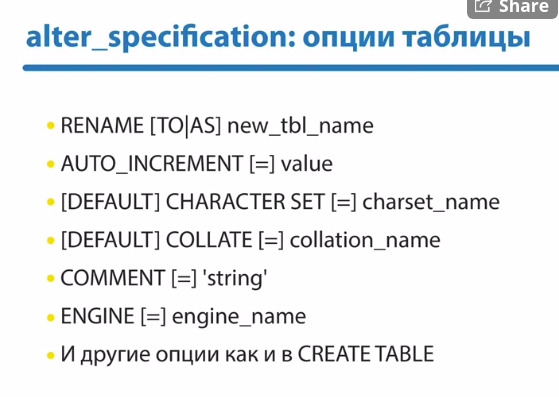 Share
alter_specification: опции таблицы
RENAME [TO|AS] new_tbl_name
AUTO_INCREMENT [=] value
[DEFAULT] CHARACTER SET [=] charset_name
[DEFAULT] COLLATE [=] collation_name
COMMENT [=] 'string'
ENGINE [=] engine_name
И другие опции как и в CREATE TABLE